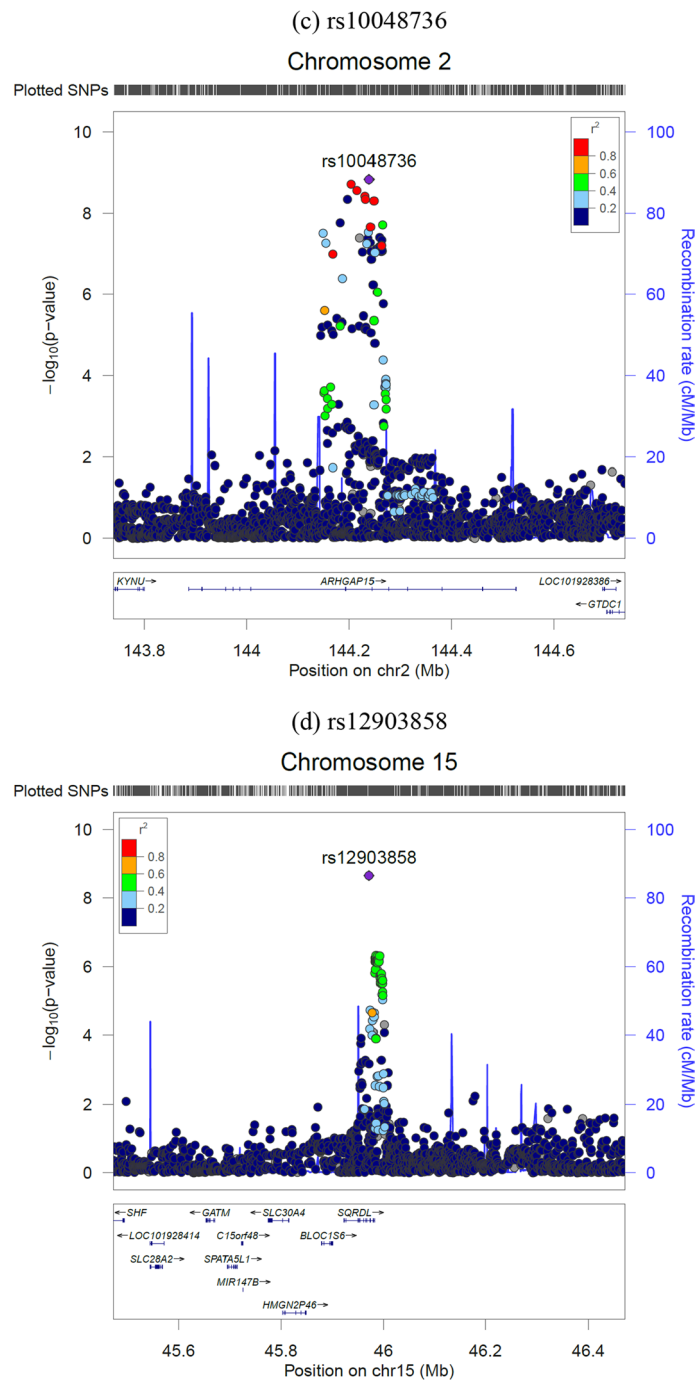 (c) rs10048736
Chromosome 2
Plotted SNPs
10
8
6
4
2
0
−log10(p−value)
100
80
60
40
20
0
Recombination rate (cM/Mb)
r2
0.8
0.6
0.4
0.2
rs10048736
KYNU→
ARHGAP15→
LOC101928386→
←GTDC1
143.8 144 144.2 144.4 144.6
Position on chr2 (Mb)
(d) rs12903858
Chromosome 15
Plotted SNPs
10
8
6
4
2
0
−log10(p−value)
100
80
60
40
20
0
Recombination rate (cM/Mb)
r2
0.8
0.6
0.4
0.2
rs12903858
←SHF ←GATM ←SLC30A4 SQRDL→
←LOC101928414 C15orf48→ BLOC1S6→
SLC28A2→ SPATA5L1→
MIR147B→
HMGN2P46→
45.6 45.8 46 46.2 46.4
Position on chr15 (Mb)